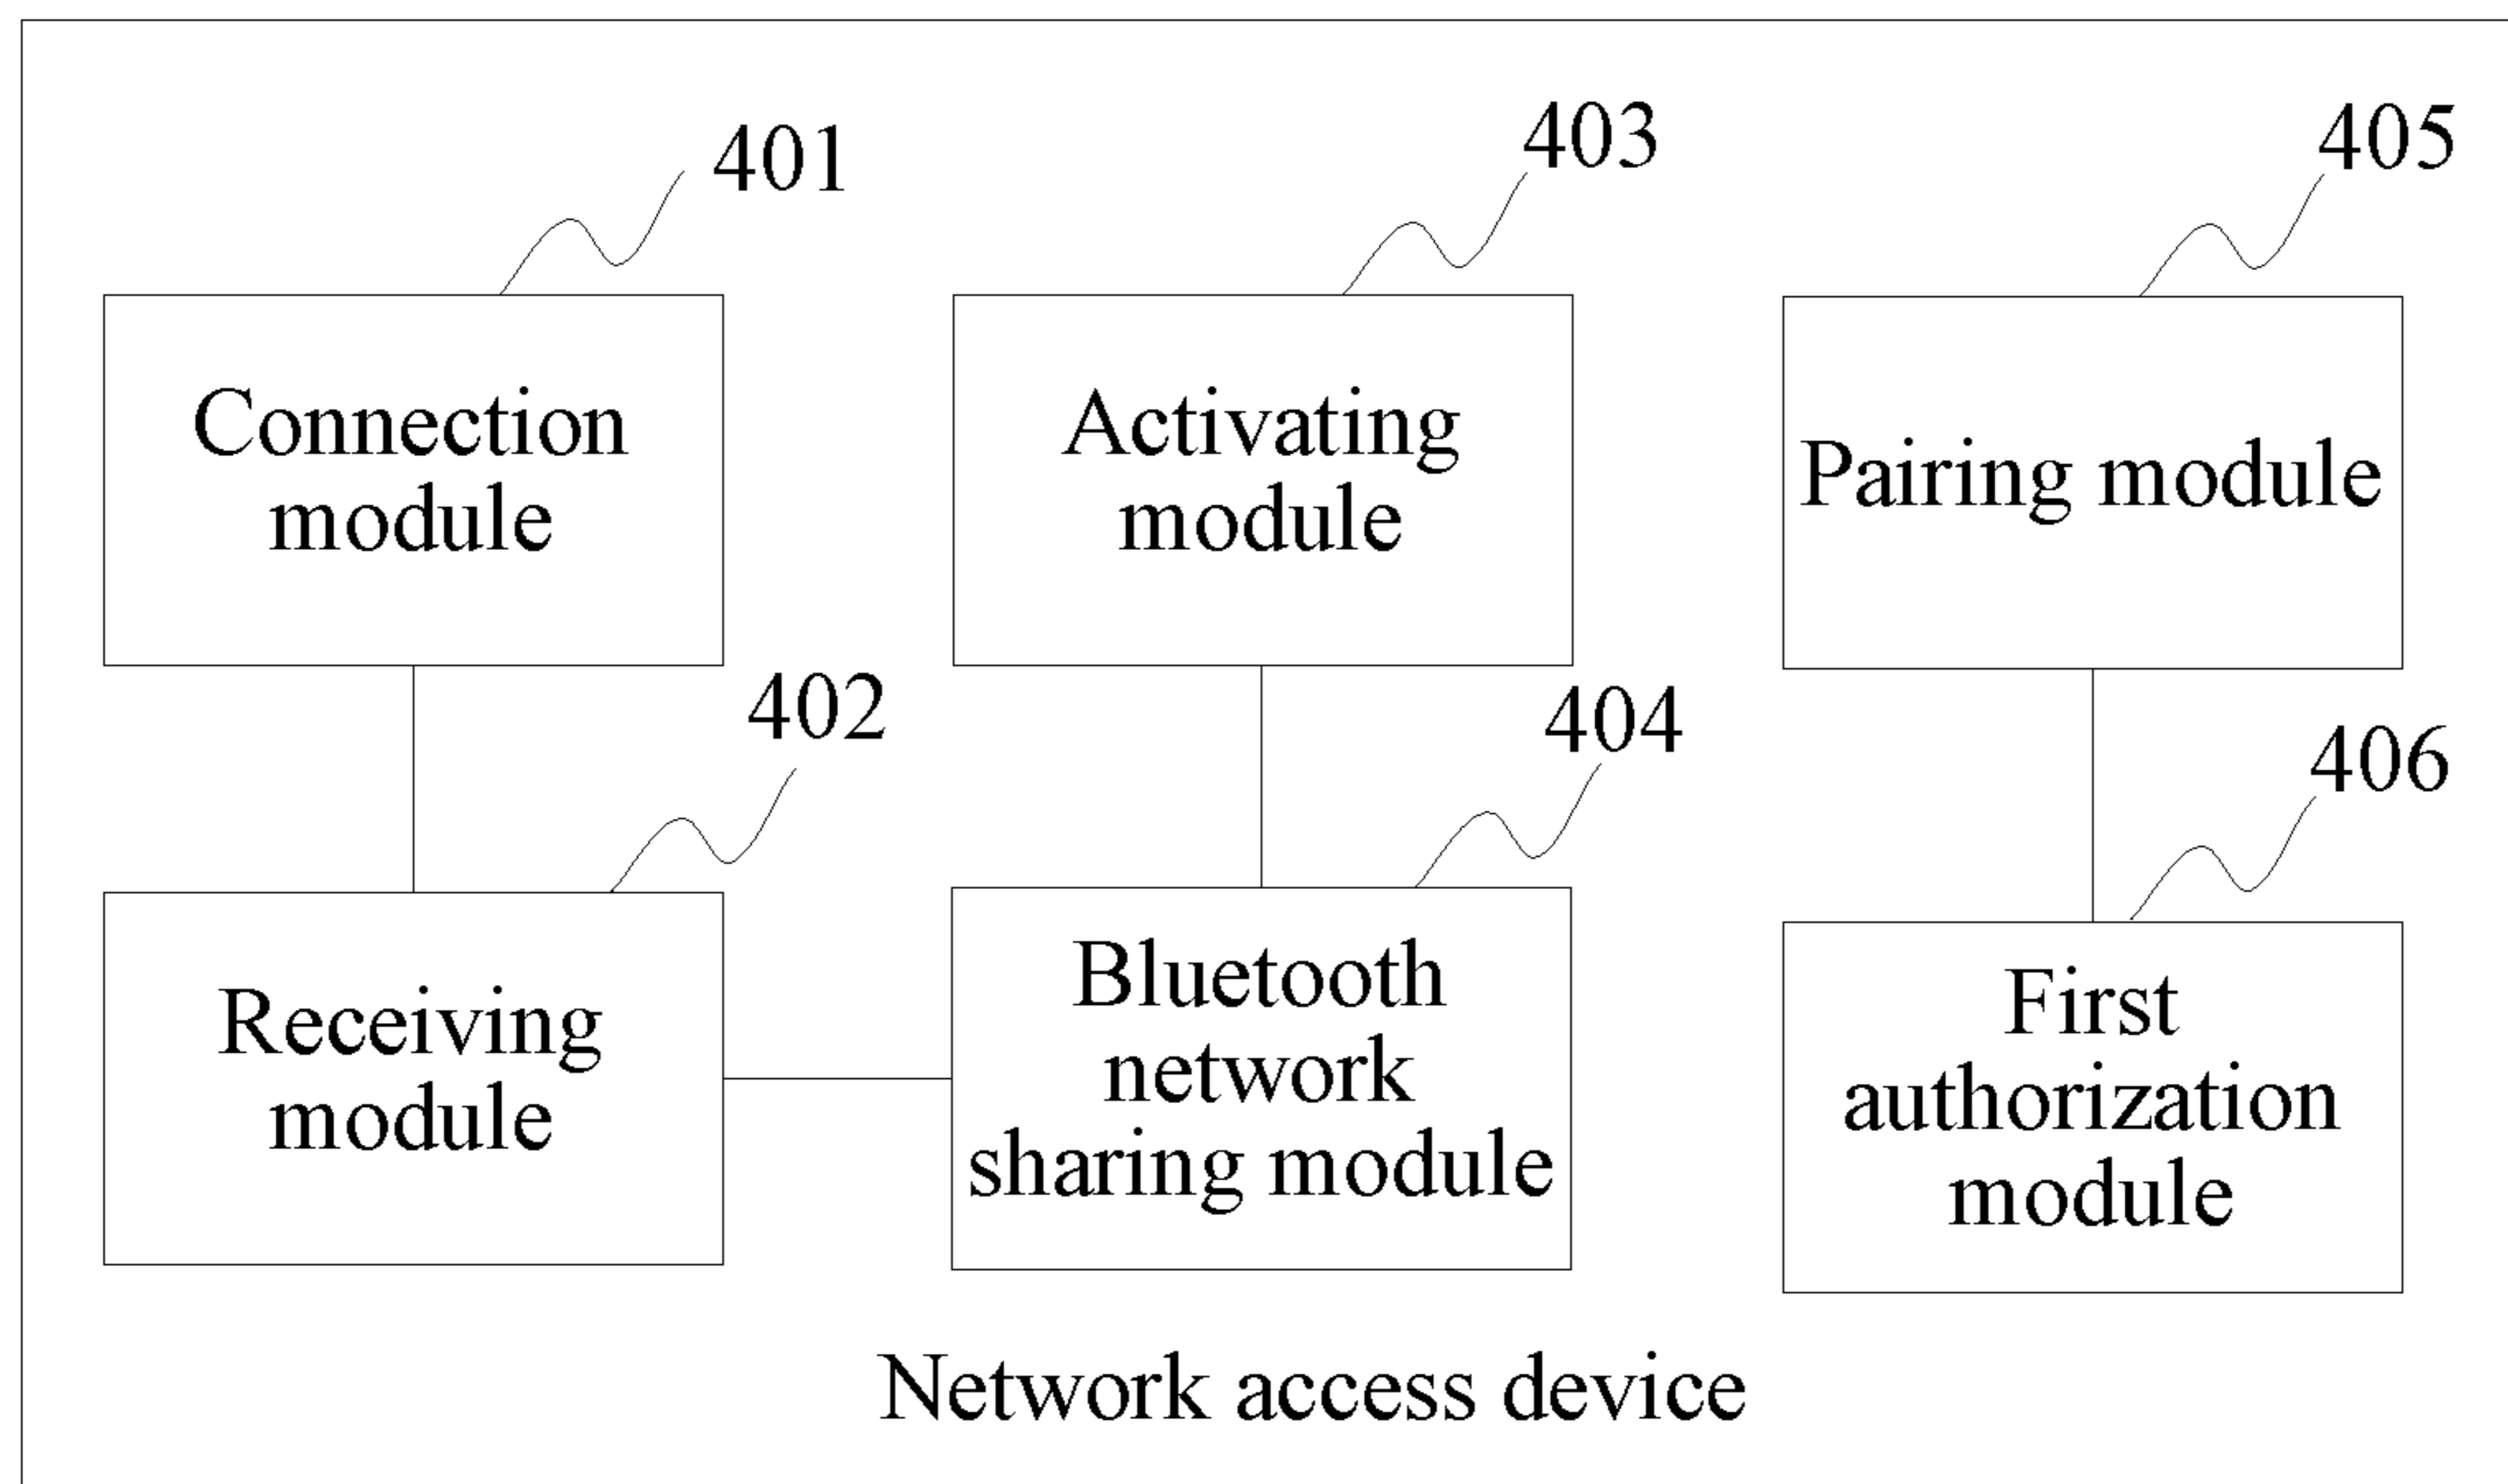 401
403
405
Connection
module
Activating
module
Pairing module
402
404
406
Receiving
module
Bluetooth
network
sharing module
First
authorization
module
Network access device